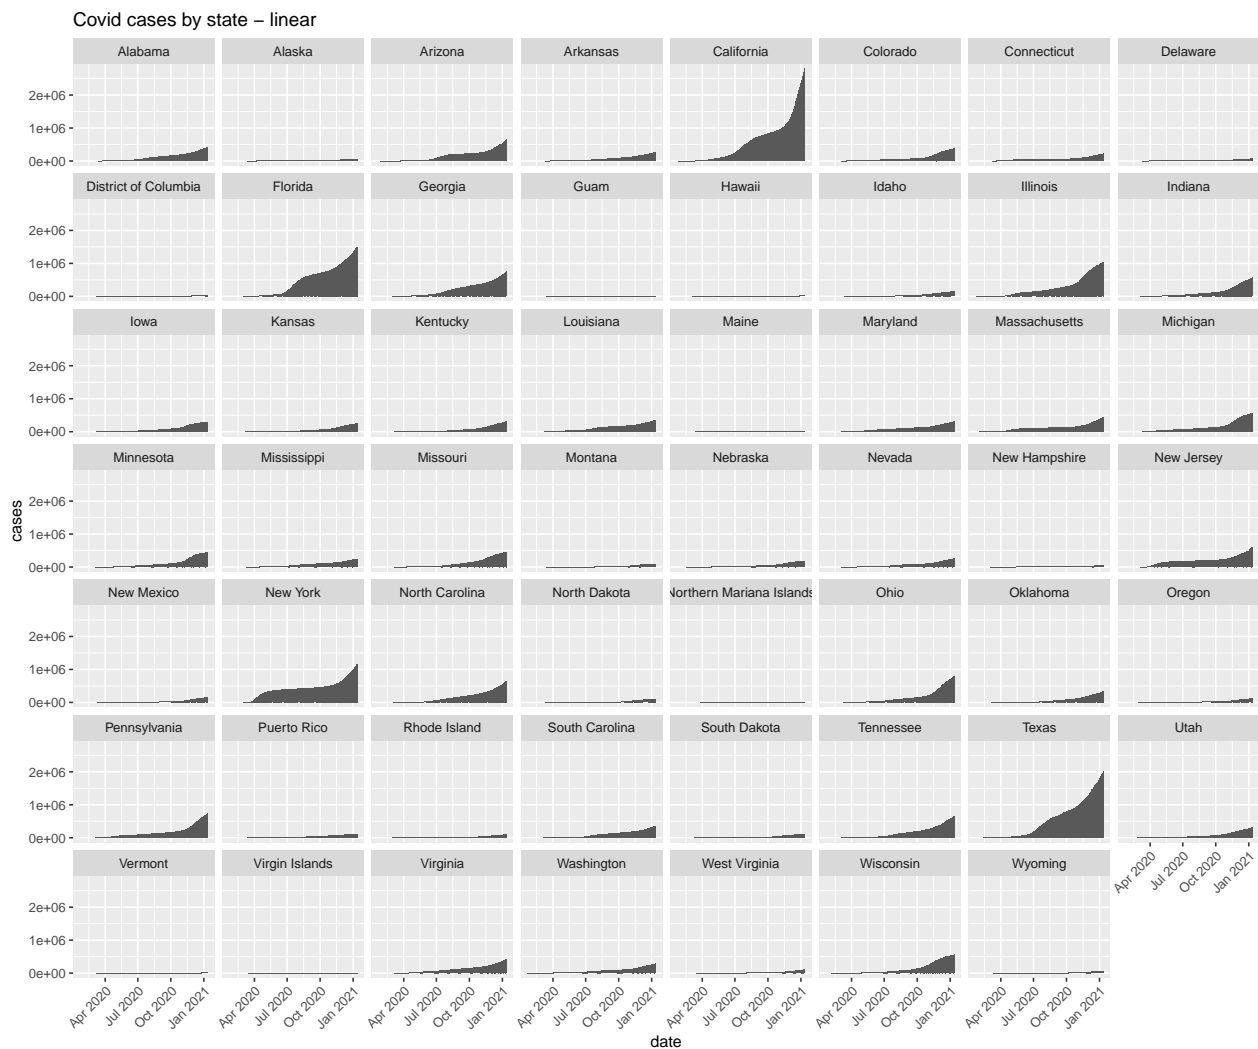 Covid cases by state – linear
Alabama Alaska Arizona Arkansas California Colorado Connecticut Delaware
2e+06
1e+06
0e+00
District of Columbia Florida Georgia Guam Hawaii Idaho Illinois Indiana
2e+06
1e+06
0e+00
Iowa Kansas Kentucky Louisiana Maine Maryland Massachusetts Michigan
2e+06
1e+06
0e+00
Minnesota Mississippi Missouri Montana Nebraska Nevada New Hampshire New Jersey
2e+06
1e+06
0e+00
cases
New Mexico New York North Carolina North Dakota Northern Mariana Islands Ohio Oklahoma Oregon
2e+06
1e+06
0e+00
Pennsylvania Puerto Rico Rhode Island South Carolina South Dakota Tennessee Texas Utah
2e+06
1e+06
0e+00
Apr 2020 Jul 2020 Oct 2020 Jan 2021
Vermont Virgin Islands Virginia Washington West Virginia Wisconsin Wyoming
2e+06
1e+06
0e+00
Apr 2020 Jul 2020 Oct 2020 Jan 2021 Apr 2020 Jul 2020 Oct 2020 Jan 2021 Apr 2020 Jul 2020 Oct 2020 Jan 2021 Apr 2020 Jul 2020 Oct 2020 Jan 2021 Apr 2020 Jul 2020 Oct 2020 Jan 2021 Apr 2020 Jul 2020 Oct 2020 Jan 2021 Apr 2020 Jul 2020 Oct 2020 Jan 2021
date